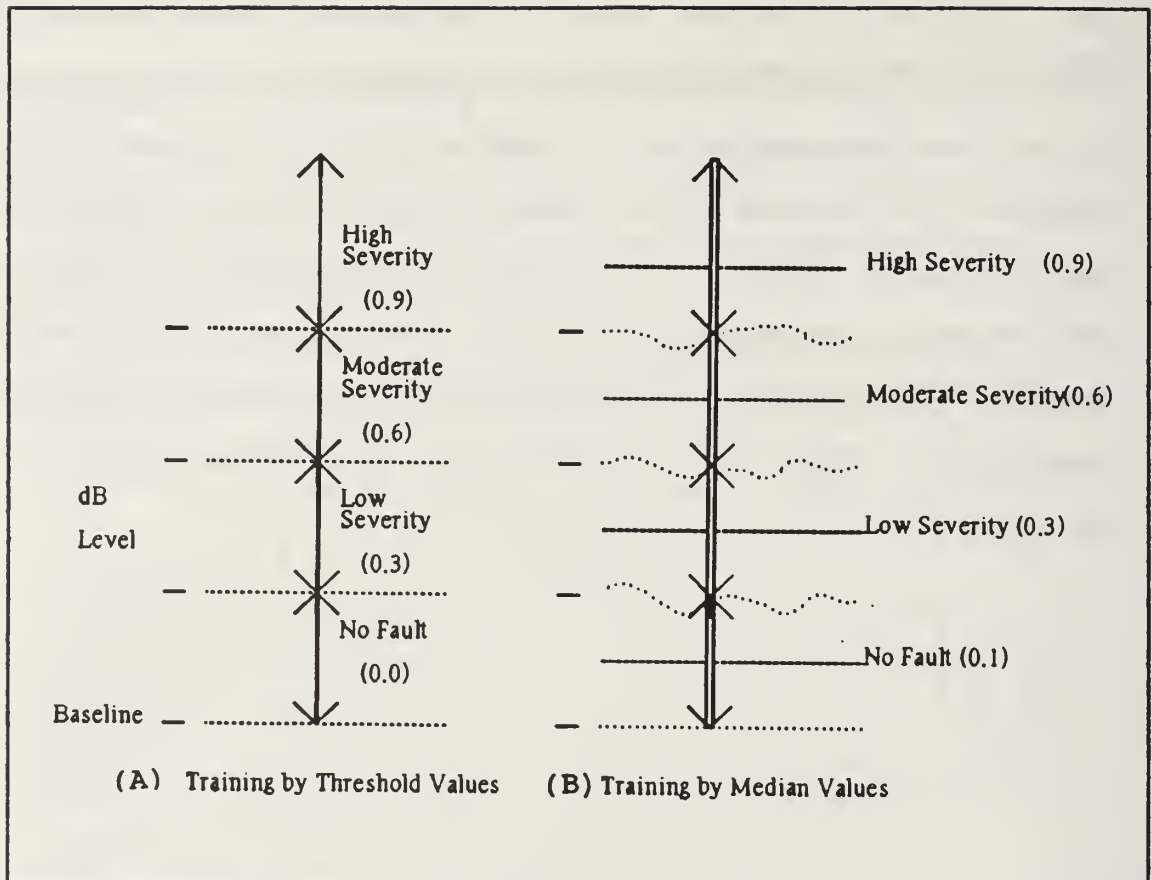 High
Severity
(0.9)
Moderate
Severity
(0.6)
Low
Severity
(0.3)
No Fault
(0.0)
dB
Level
Baseline
(A) Training by Threshold Values
High Severity (0.9)
Moderate Severity(0.6)
Low Severity (0.3)
No Fault (0.1)
(B) Training by Median Values